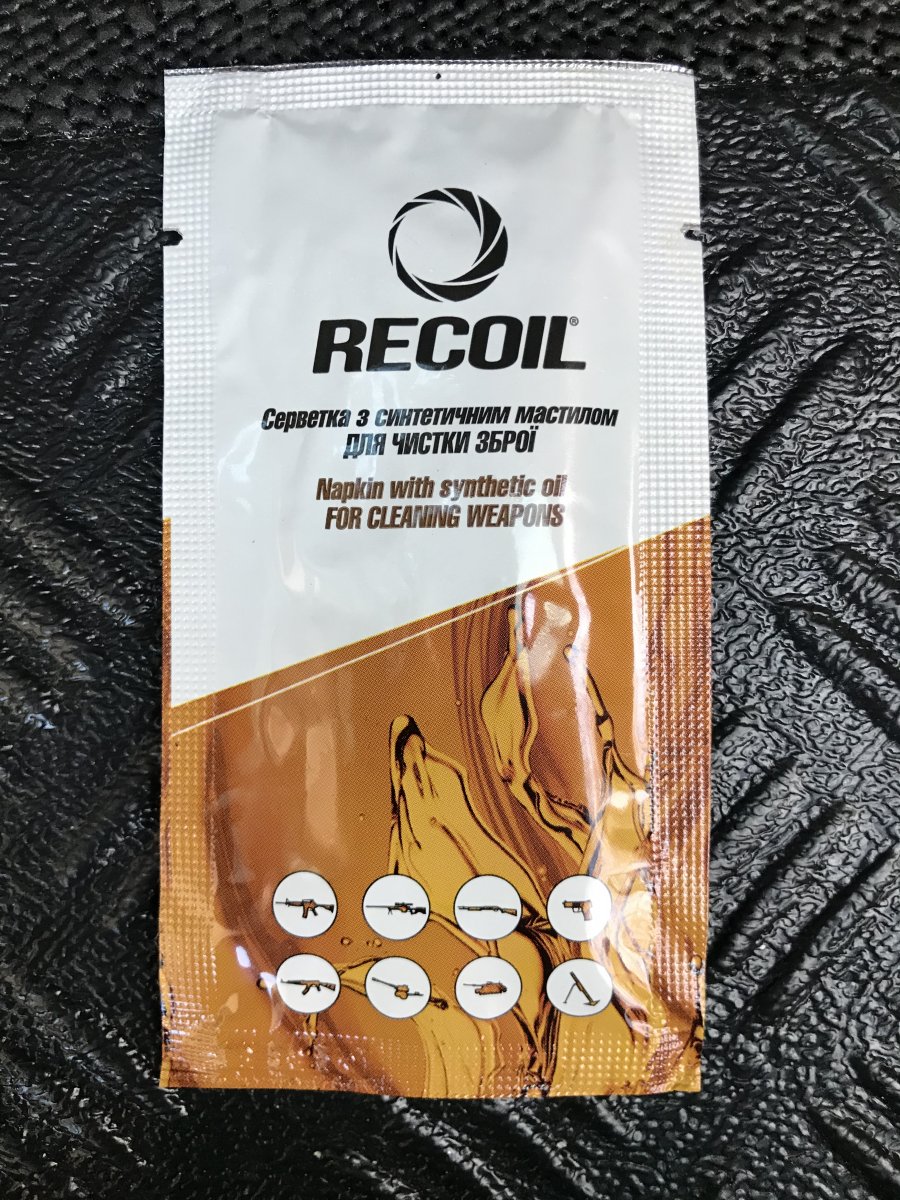 RECOIL®
Серветка з синтетичним мастилом
ДЛЯ ЧИСТКИ ЗБРОЇ
Napkin with synthetic oil
FOR CLEANING WEAPONS